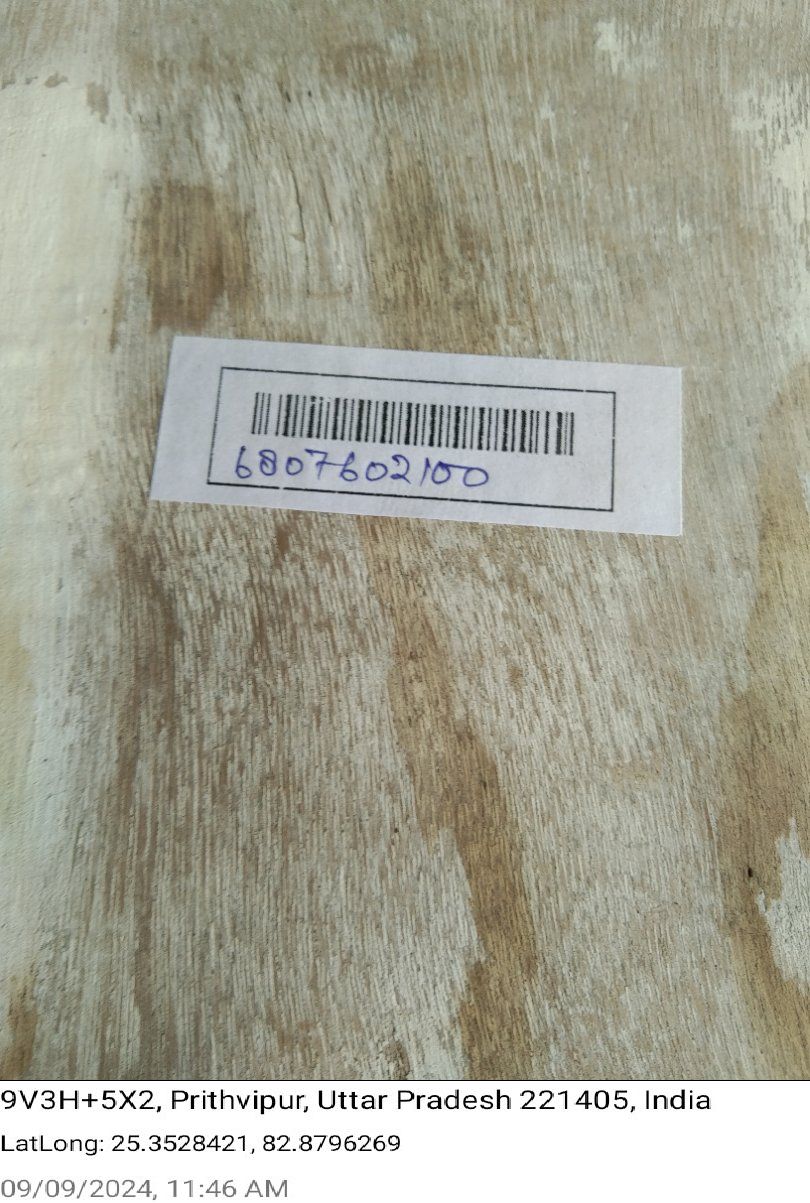 6807602100
9V3H+5X2, Prithvipur, Uttar Pradesh 221405, India
LatLong: 25.3528421, 82.8796269
09/09/2024, 11:46 AM